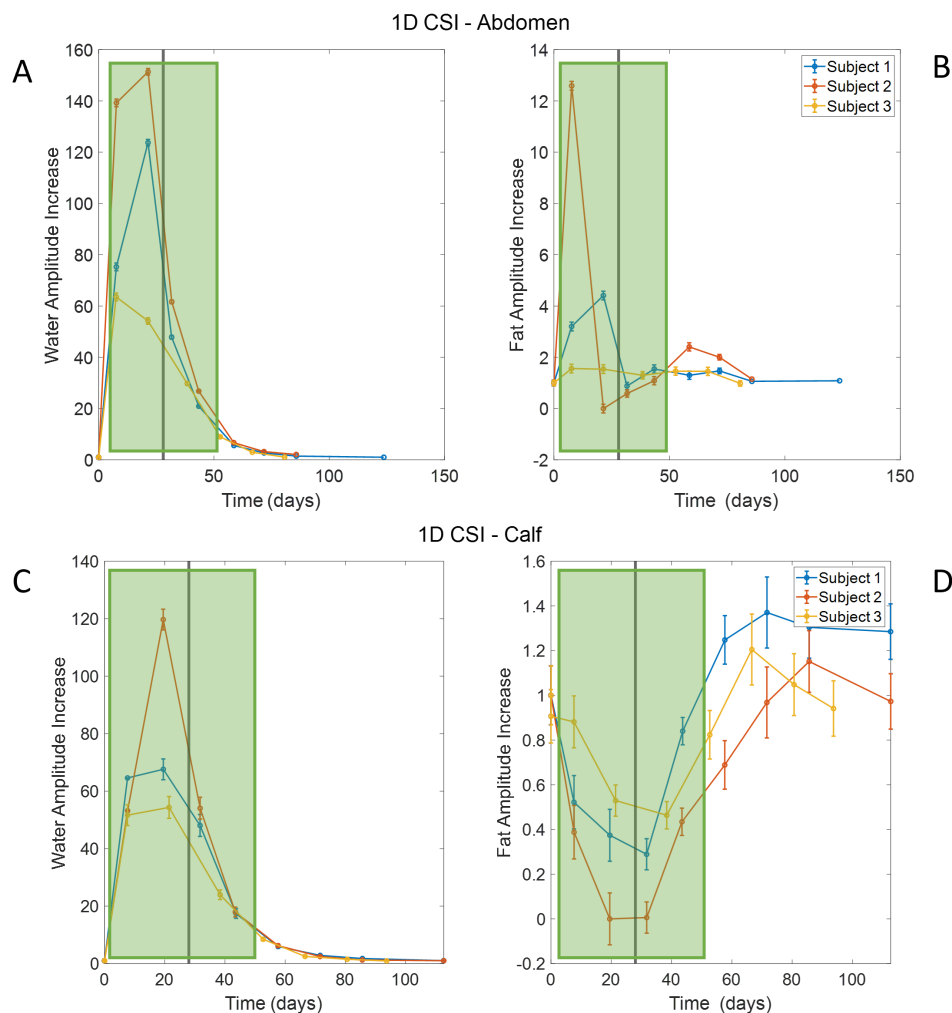 1D CSI - Abdomen
A
Water Amplitude Increase
160
140
120
100
80
60
40
20
0
0
50
100
150
Time (days)
B
Fat Amplitude Increase
14
12
10
8
6
4
2
0
-2
0
50
100
150
Time (days)
Subject 1
Subject 2
Subject 3
1D CSI - Calf
C
Water Amplitude Increase
140
120
100
80
60
40
20
0
0
20
40
60
80
100
Time (days)
D
Fat Amplitude Increase
1.6
1.4
1.2
1
0.8
0.6
0.4
0.2
0
-0.2
0
20
40
60
80
100
Time (days)
Subject 1
Subject 2
Subject 3